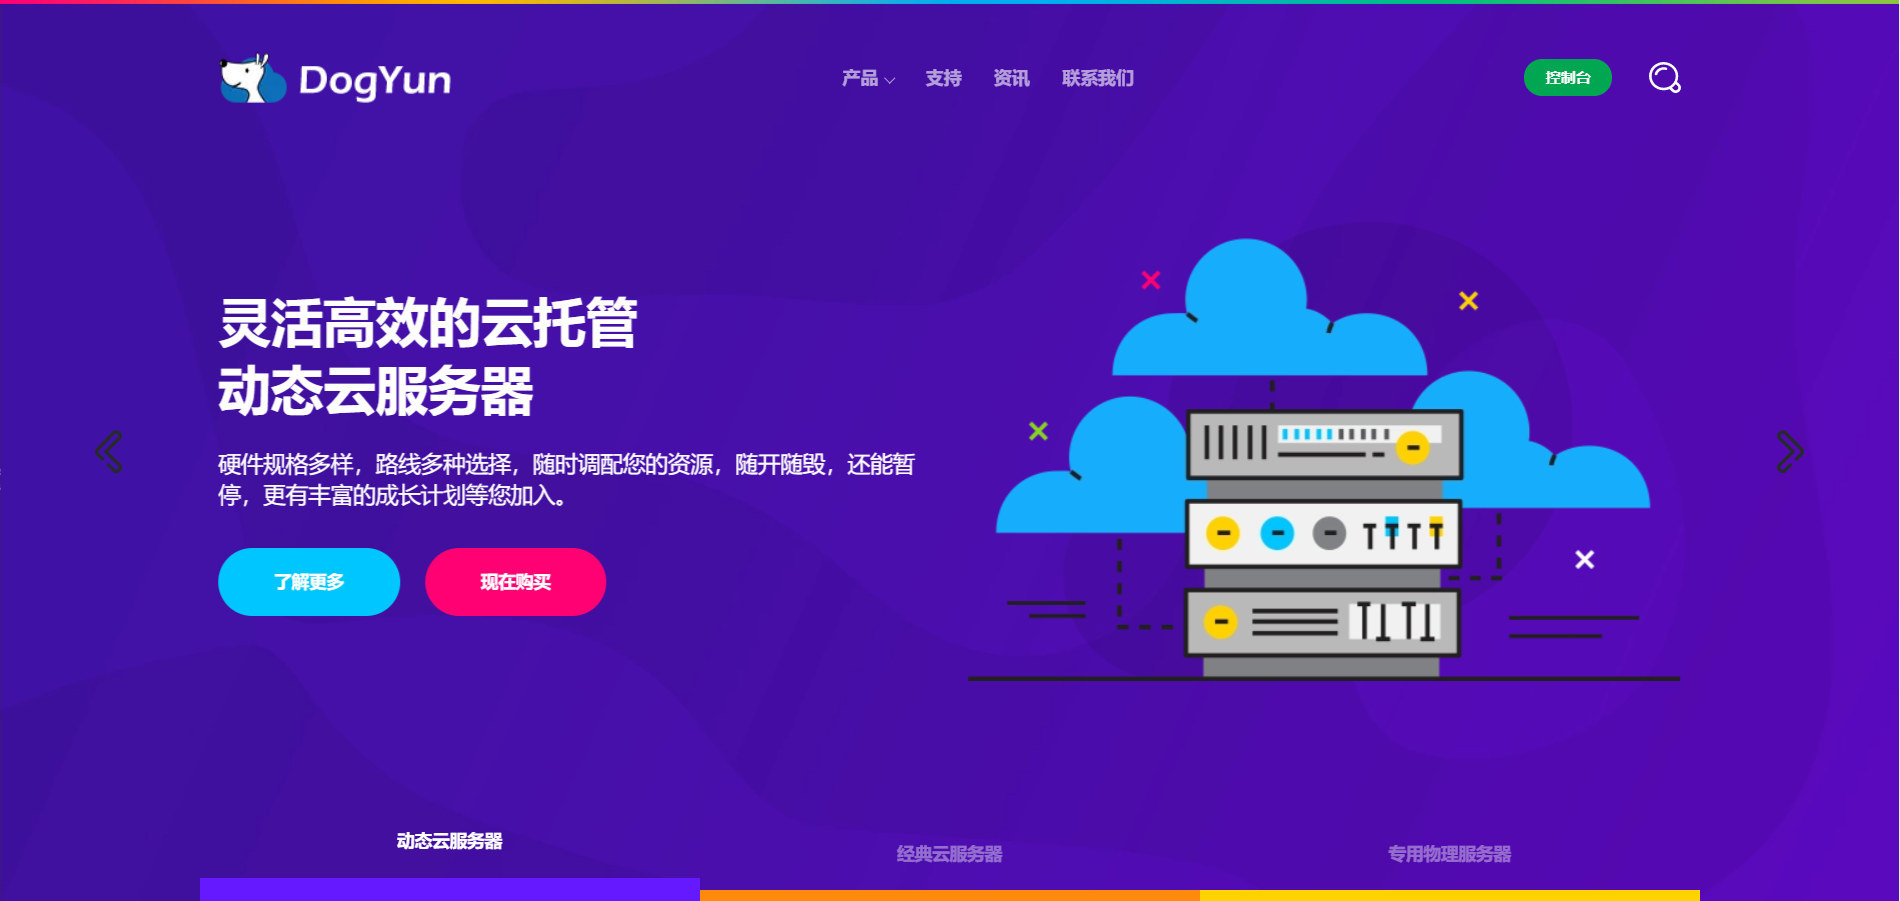 DogYun
产品
支持
资讯
联系我们
控制台
灵活高效的云托管
动态云服务器
硬件规格多样，路线多种选择，随时调配您的资源，随开随毁，还能暂
停，更有丰富的成长计划等您加入。
了解更多
现在购买
动态云服务器
经典云服务器
专用物理服务器